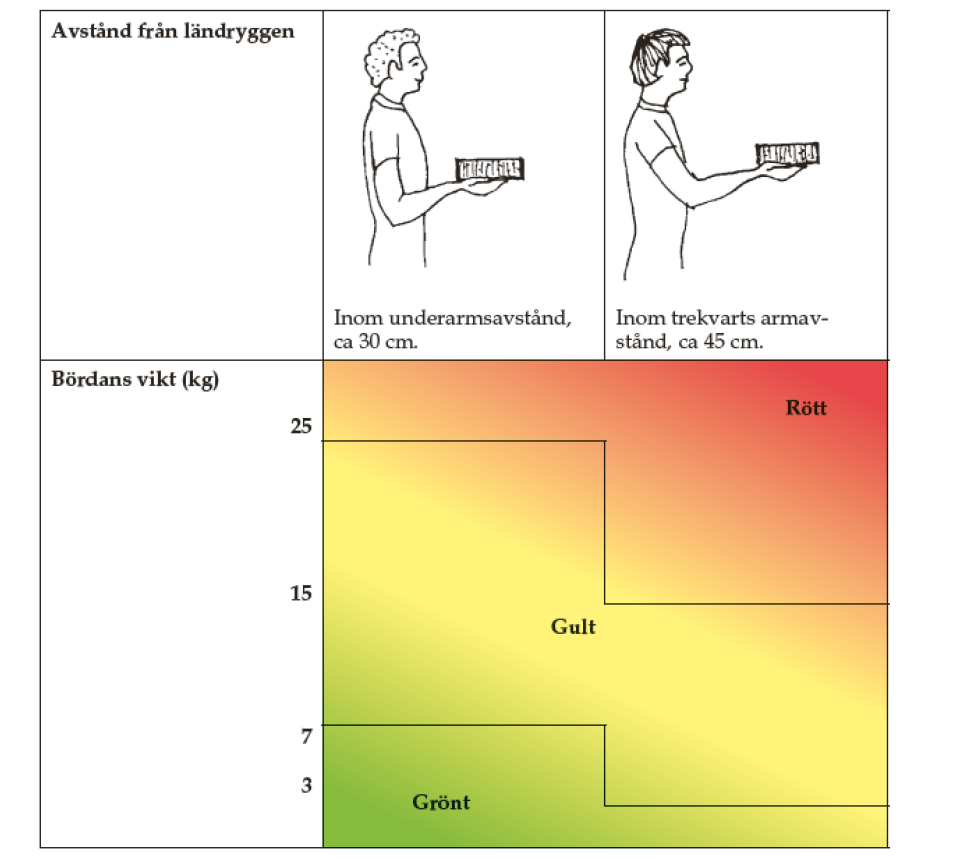 Avstånd från ländryggen
Inom underarmsavstånd,
ca 30 cm.
Inom trekvarts armav-
stånd, ca 45 cm.
Bördans vikt (kg)
Rött
25
15
Gult
7
3
Grönt